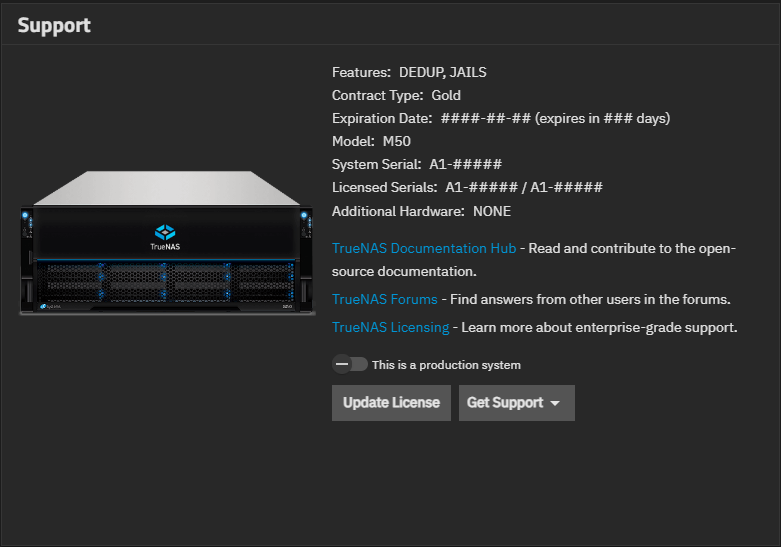 Support
Features: DEDUP, JAILS
Contract Type: Gold
Expiration Date: ####-##-## (expires in ### days)
Model: M50
System Serial: A1-#####
Licensed Serials: A1-##### / A1-#####
Additional Hardware: NONE
TrueNAS Documentation Hub - Read and contribute to the open-
source documentation.
TrueNAS Forums - Find answers from other users in the forums.
TrueNAS Licensing - Learn more about enterprise-grade support.
This is a production system
Update License
Get Support
TrueNAS